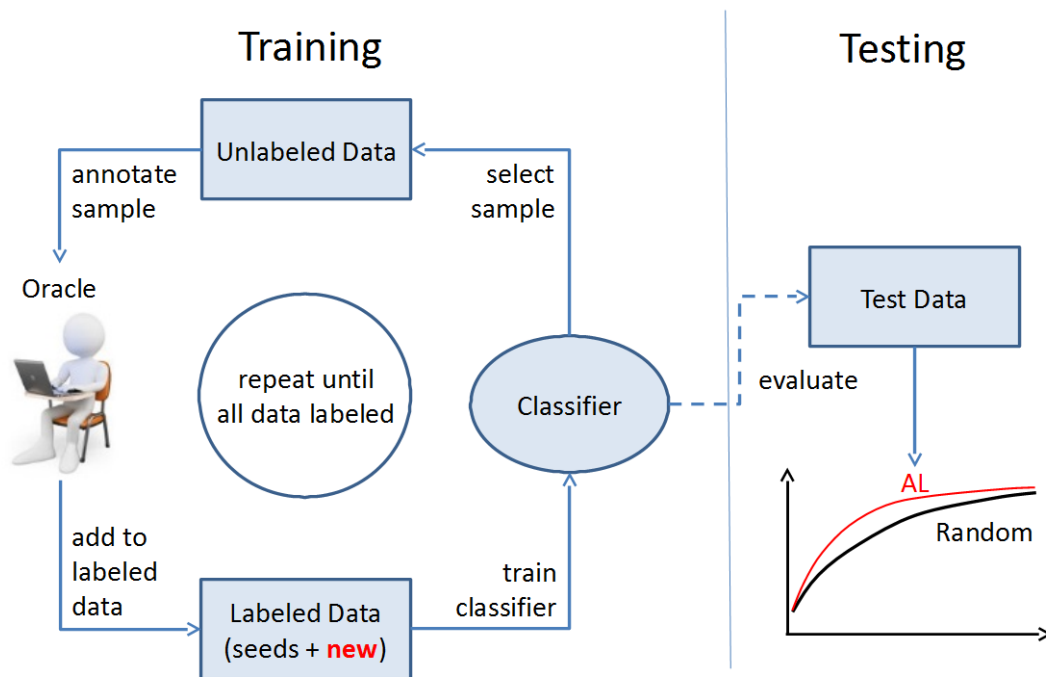 Training
Testing
Unlabeled Data
annotate
sample
select
sample
Oracle
repeat until
all data labeled
Classifier
Test Data
evaluate
AL
Random
add to
labeled
data
train
classifier
Labeled Data
(seeds + new)